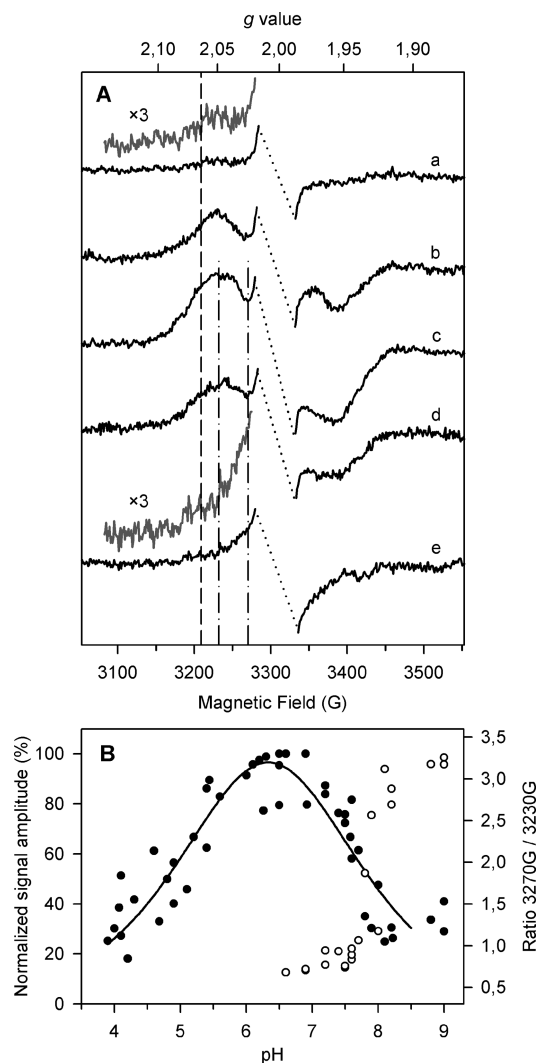 g value
2,10 2,05 2,00 1,95 1,90
A
×3
a
b
c
d
×3
e
3100 3200 3300 3400 3500
Magnetic Field (G)
B
Normalized signal amplitude (%)
100
80
60
40
20
0
3,5
3,0
2,5
2,0
1,5
1,0
0,5
Ratio 3270G / 3230G
4 5 6 7 8 9
pH